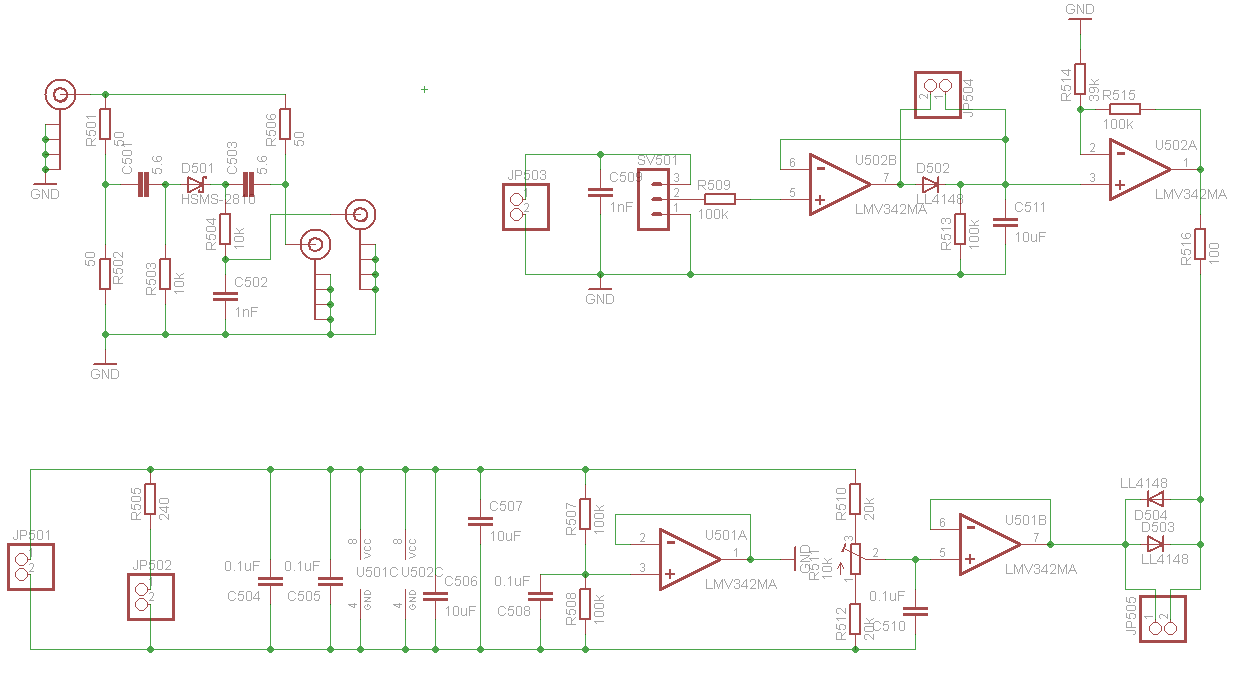 GND
R514
39k
R515
100k
JP504
2
1
U502A
2
3
1
LMV342MA
R516
100
R501
50
C501
5.6
D501
HSMS-2810
C503
5.6
R506
50
GND
R504
10k
50
R502
R503
10k
C502
1nF
GND
JP503
1
2
C509
1nF
SV501
3
2
1
R509
100k
GND
U502B
6
5
7
LMV342MA
D502
LL4148
R513
100k
C511
10uF
JP501
1
2
R505
240
JP502
1
2
0.1uF
C504
0.1uF
C505
8
VCC
U501C
4
GND
8
VCC
U502C
4
GND
C506
10uF
C507
10uF
0.1uF
C508
R507
100k
R508
100k
U501A
2
3
1
LMV342MA
GND
R510
20k
R511
10k
3
2
1
R512
20k
0.1uF
C510
U501B
6
5
7
LMV342MA
LL4148
D504
D503
LL4148
JP505
1
2